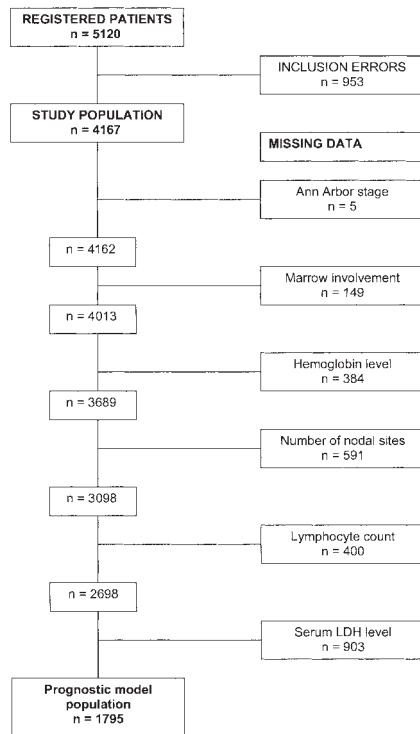 REGISTERED PATIENTS
n = 5120
INCLUSION ERRORS
n = 953
STUDY POPULATION
n = 4167
MISSING DATA
Ann Arbor stage
n = 5
n = 4162
Marrow involvement
n = 149
n = 4013
Hemoglobin level
n = 384
n = 3689
Number of nodal sites
n = 591
n = 3098
Lymphocyte count
n = 400
n = 2698
Serum LDH level
n = 903
Prognostic model
population
n = 1795